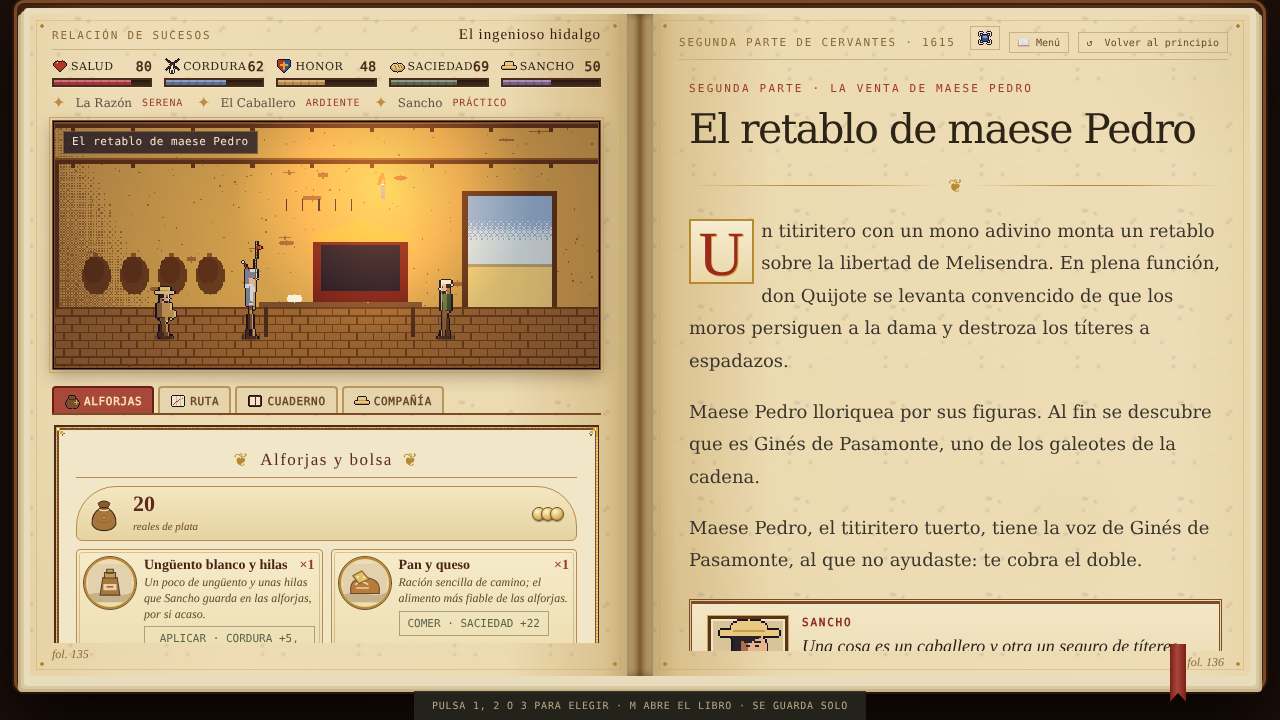 RELACIÓN DE SUCESOS
El ingenioso hidalgo
SALUD 80
CORDURA 62
HONOR 48
SACIEDAD 69
SANCHO 50
La Razón SERENA
El Caballero ARDIENTE
Sancho PRÁCTICO
El retablo de maese Pedro
ALFORJAS
RUTA
CUADERNO
COMPAÑÍA
Alforjas y bolsa
20
reales de plata
Ungüento blanco y hilas ×1
Un poco de ungüento y unas hilas
que Sancho guarda en las alforjas,
por si acaso.
APLICAR · CORDURA +5,
Pan y queso ×1
Ración sencilla de camino; el
alimento más fiable de las alforjas.
COMER · SACIEDAD +22
fol. 135
SEGUNDA PARTE DE CERVANTES · 1615
Menú
Volver al principio
SEGUNDA PARTE · LA VENTA DE MAESE PEDRO
El retablo de maese Pedro
Un titiritero con un mono adivino monta un retablo
sobre la libertad de Melisendra. En plena función,
don Quijote se levanta convencido de que los
moros persiguen a la dama y destroza los títeres a
espadazos.
Maese Pedro lloriquea por sus figuras. Al fin se descubre
que es Ginés de Pasamonte, uno de los galeotes de la
cadena.
Maese Pedro, el titiritero tuerto, tiene la voz de Ginés de
Pasamonte, al que no ayudaste: te cobra el doble.
SANCHO
Una cosa es un caballero y otra un seguro de títeres
fol. 136
PULSA 1, 2 O 3 PARA ELEGIR · M ABRE EL LIBRO · SE GUARDA SOLO